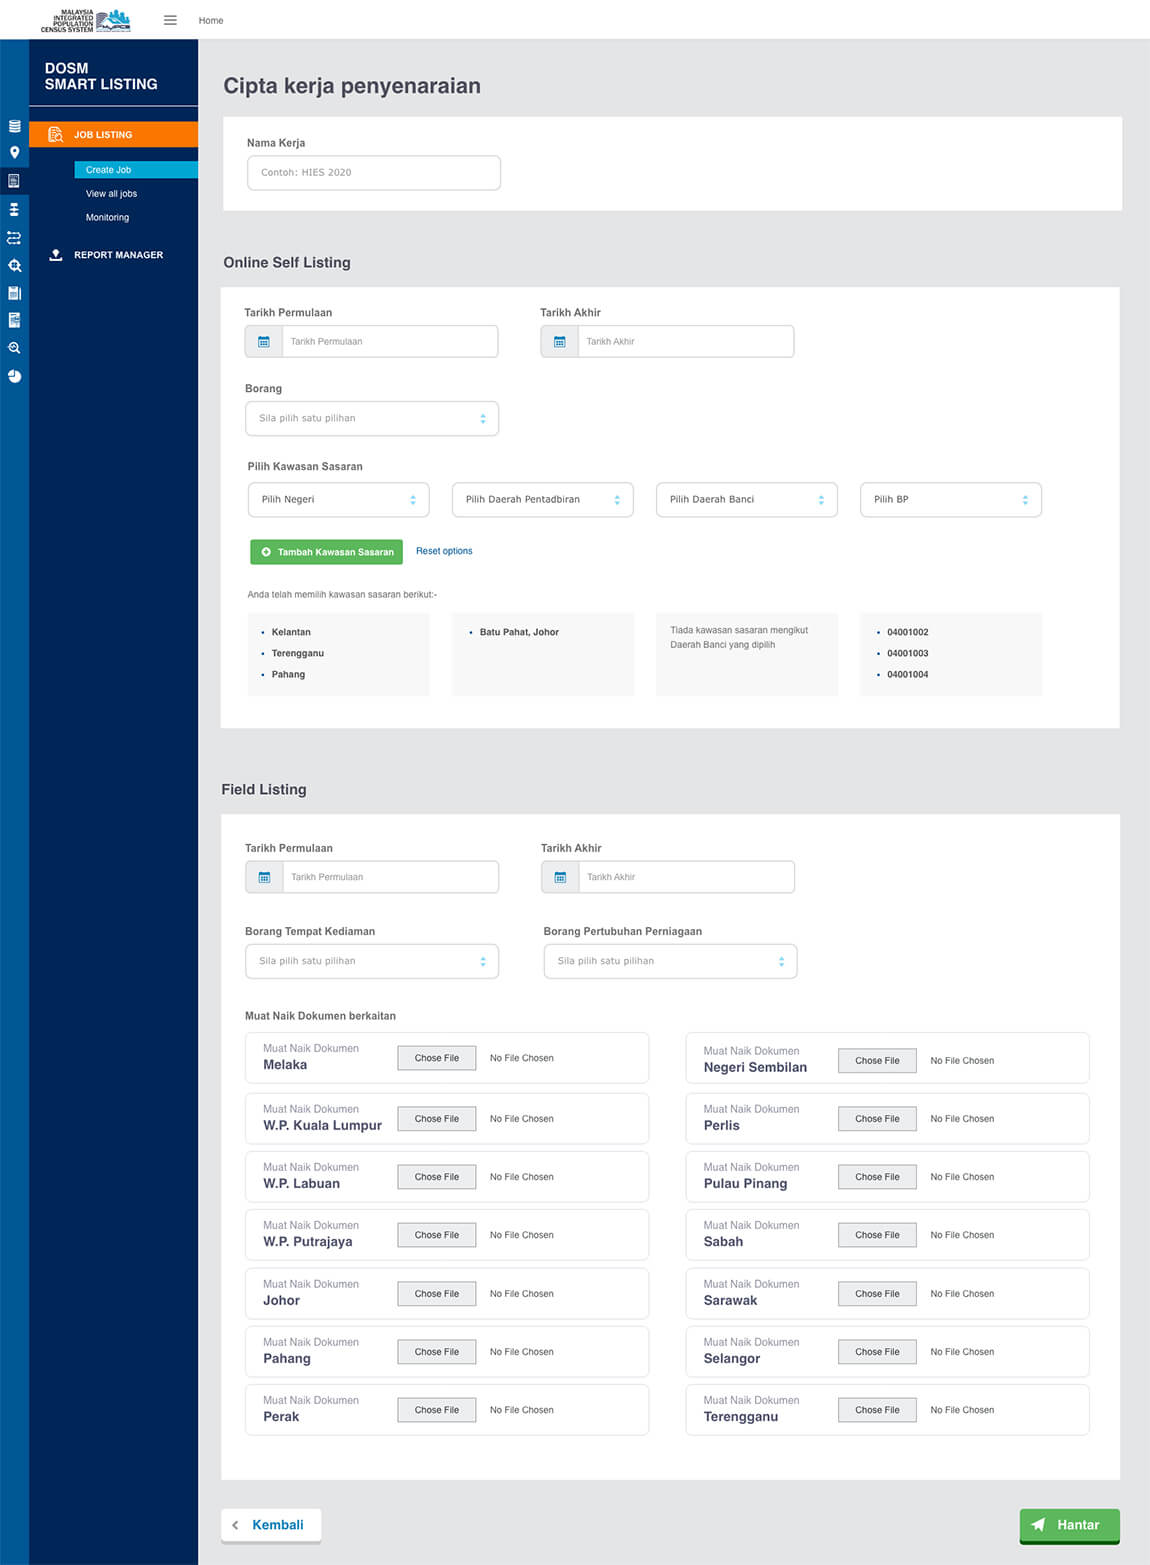 MALAYSIA
INTEGRATED
POPULATION
CENSUS SYSTEM
Home
DOSM
SMART LISTING
JOB LISTING
Create Job
View all jobs
Monitoring
REPORT MANAGER
Cipta kerja penyenaraian
Nama Kerja
Contoh: HIES 2020
Online Self Listing
Tarikh Permulaan Tarikh Akhir
Tarikh Permulaan Tarikh Akhir
Borang
Sila pilih satu pilihan
Pilih Kawasan Sasaran
Pilih Negeri Pilih Daerah Pentadbiran Pilih Daerah Banci Pilih BP
Tambah Kawasan Sasaran Reset options
Anda telah memilih kawasan sasaran berikut:-
• Kelantan
• Terengganu
• Pahang
• Batu Pahat, Johor
Tiada kawasan sasaran mengikut
Daerah Banci yang dipilih
• 04001002
• 04001003
• 04001004
Field Listing
Tarikh Permulaan Tarikh Akhir
Tarikh Permulaan Tarikh Akhir
Borang Tempat Kediaman Borang Pertubuhan Perniagaan
Sila pilih satu pilihan Sila pilih satu pilihan
Muat Naik Dokumen berkaitan
Muat Naik Dokumen
Melaka Chose File No File Chosen
Muat Naik Dokumen
Negeri Sembilan Chose File No File Chosen
Muat Naik Dokumen
W.P. Kuala Lumpur Chose File No File Chosen
Muat Naik Dokumen
Perlis Chose File No File Chosen
Muat Naik Dokumen
W.P. Labuan Chose File No File Chosen
Muat Naik Dokumen
Pulau Pinang Chose File No File Chosen
Muat Naik Dokumen
W.P. Putrajaya Chose File No File Chosen
Muat Naik Dokumen
Sabah Chose File No File Chosen
Muat Naik Dokumen
Johor Chose File No File Chosen
Muat Naik Dokumen
Sarawak Chose File No File Chosen
Muat Naik Dokumen
Pahang Chose File No File Chosen
Muat Naik Dokumen
Selangor Chose File No File Chosen
Muat Naik Dokumen
Perak Chose File No File Chosen
Muat Naik Dokumen
Terengganu Chose File No File Chosen
Kembali Hantar